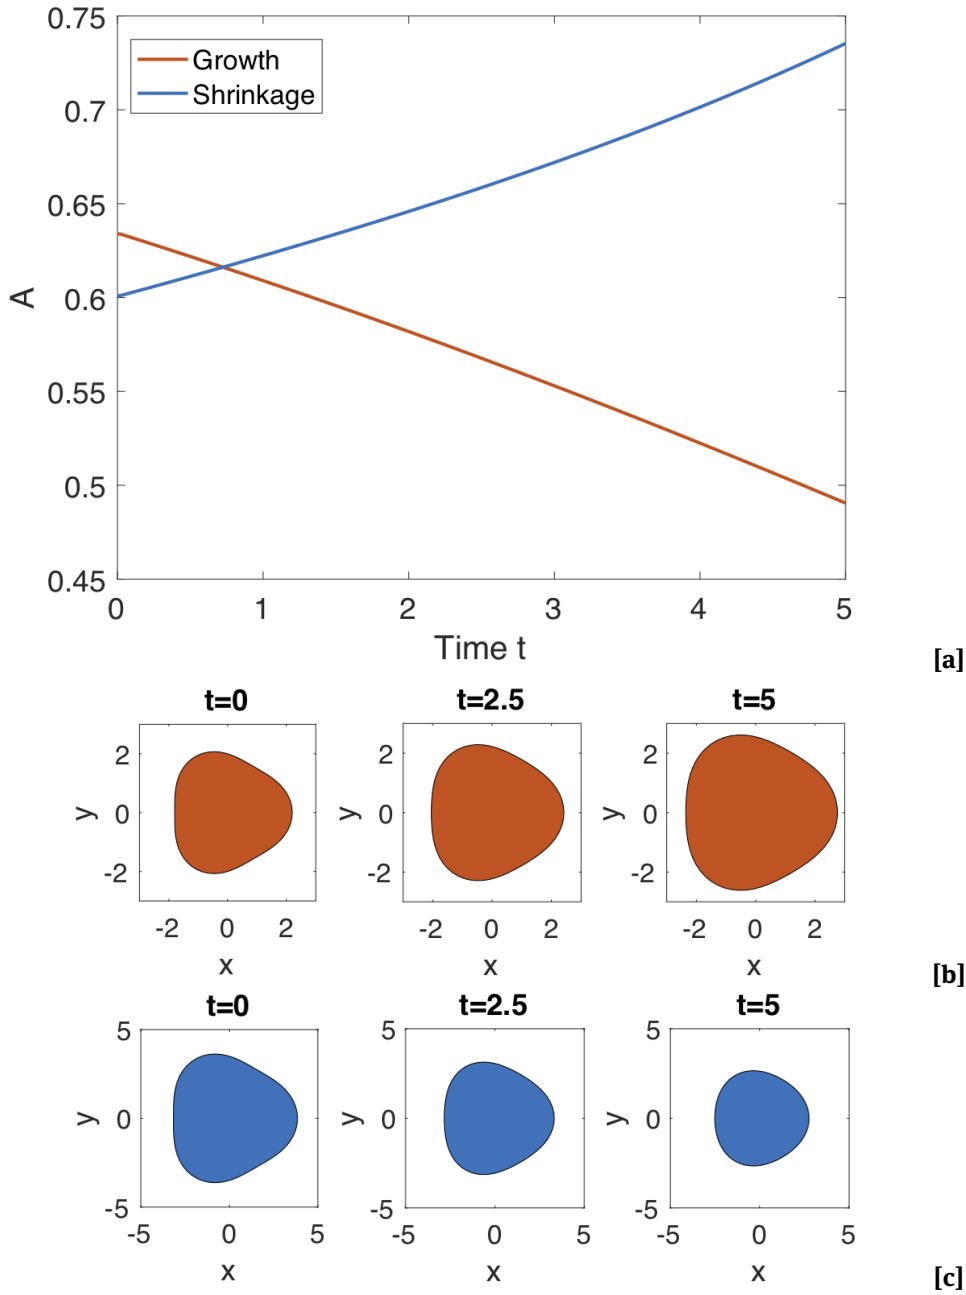 0.75
Growth
Shrinkage
0.7
0.65
A
0.6
0.55
0.5
0.45
0 1 2 3 4 5
Time t
[a]
t=0 t=2.5 t=5
y 2 0 -2 y 2 0 -2 y 2 0 -2
-2 0 2 -2 0 2 -2 0 2
x x x
[b]
t=0 t=2.5 t=5
y 5 0 -5 y 5 0 -5 y 5 0 -5
-5 0 5 -5 0 5 -5 0 5
x x x
[c]